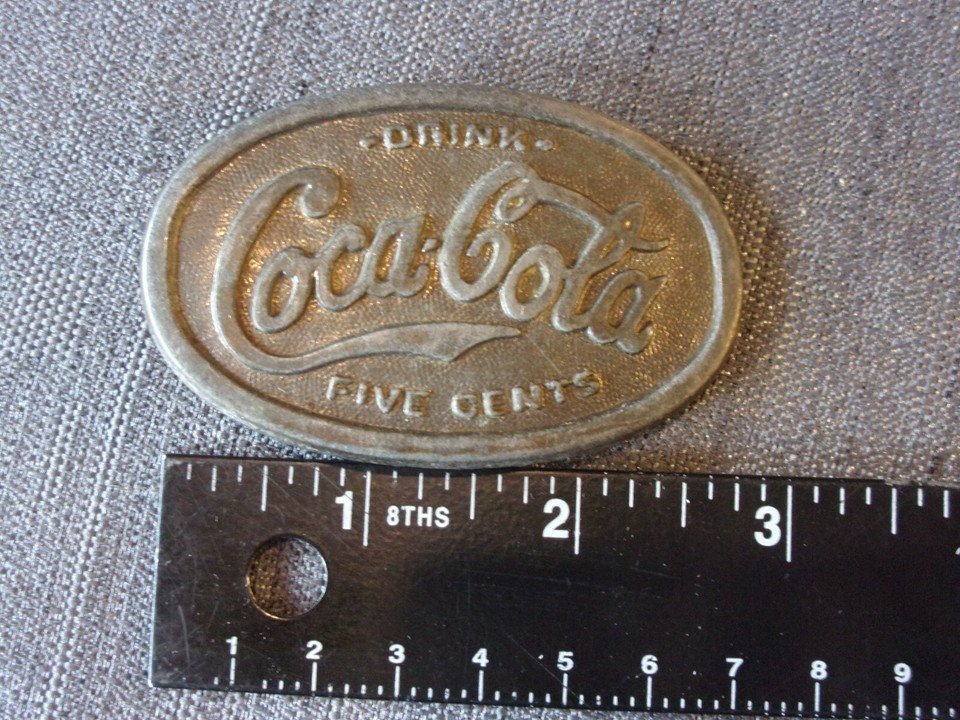 •DRINK•
Coca-Cola
FIVE CENTS
1 8THS 2 3
1 2 3 4 5 6 7 8 9